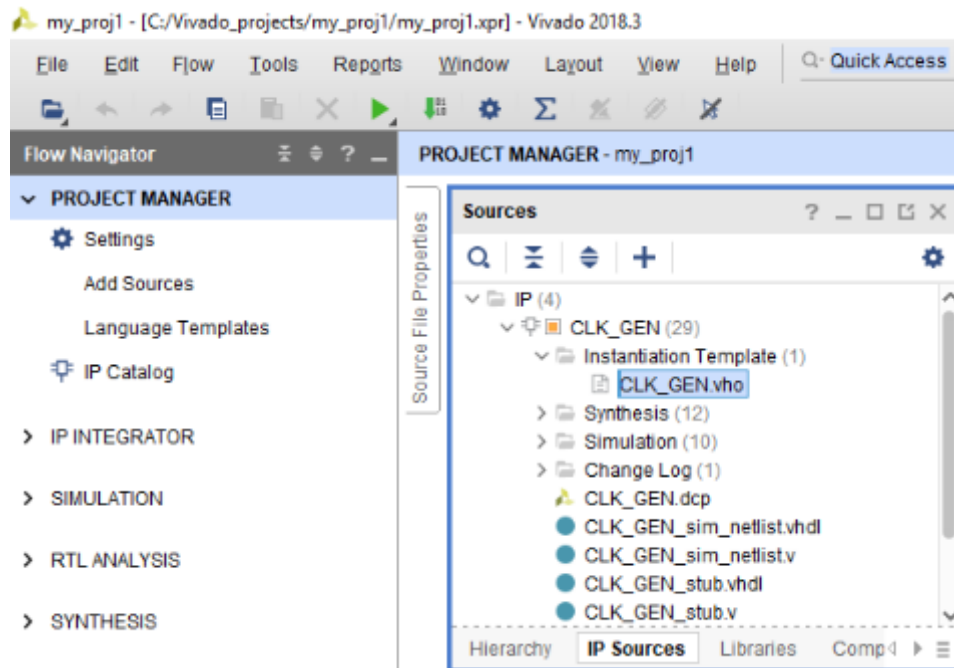 my_proj1 - [C:/Vivado_projects/my_proj1/my_proj1.xpr] - Vivado 2018.3
File Edit Flow Tools Reports Window Layout View Help Quick Access
Flow Navigator
PROJECT MANAGER
Settings
Add Sources
Language Templates
IP Catalog
IP INTEGRATOR
SIMULATION
RTL ANALYSIS
SYNTHESIS
PROJECT MANAGER - my_proj1
Source File Properties
Sources
IP (4)
CLK_GEN (29)
Instantiation Template (1)
CLK_GEN.vho
Synthesis (12)
Simulation (10)
Change Log (1)
CLK_GEN.dcp
CLK_GEN_sim_netlist.vhdl
CLK_GEN_sim_netlist.v
CLK_GEN_stub.vhdl
CLK_GEN_stub.v
Hierarchy IP Sources Libraries Comp